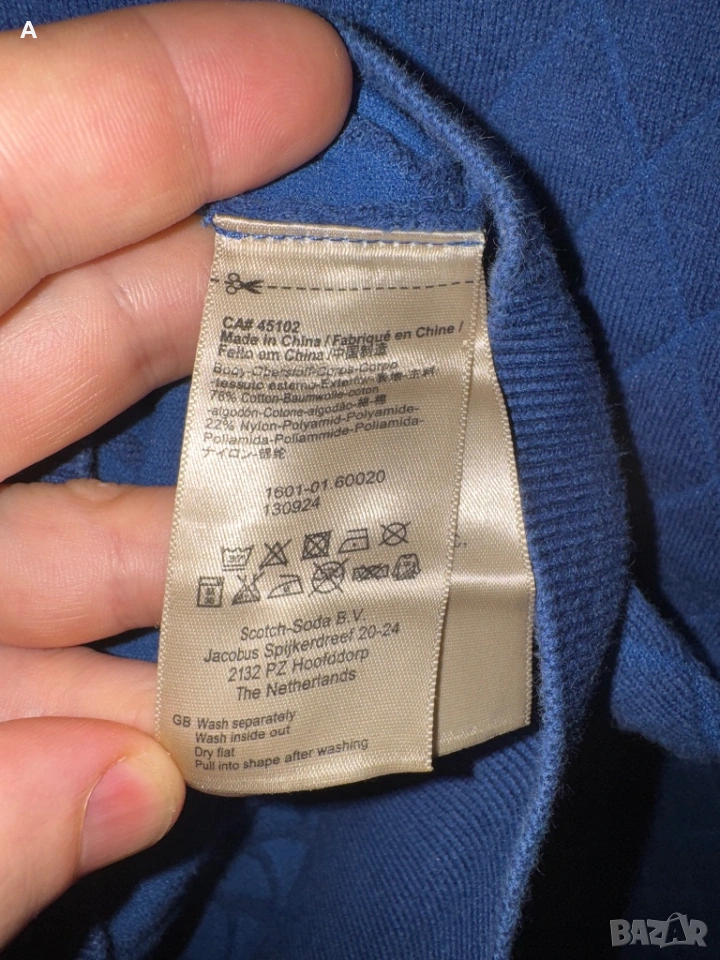 A
CA# 45102
Made in China / Fabriqué en Chine /
Feito em China /中国制造
Body-Oberstoff-Corps-Corpo
-tessuto esterno-Exterior-表地-主料
78% Cotton-Baumwolle-coton
-algodón-Cotone-algodão-綿-棉
22% Nylon-Polyamid-Polyamide-
Poliamida-Poliammide-Poliamida-
ナイロン-锦纶
1601-01.60020
130924
Scotch-Soda B.V.
Jacobus Spijkerdreef 20-24
2132 PZ Hoofddorp
The Netherlands
GB Wash separately
Wash inside out
Dry flat
Pull into shape after washing
BAZAR